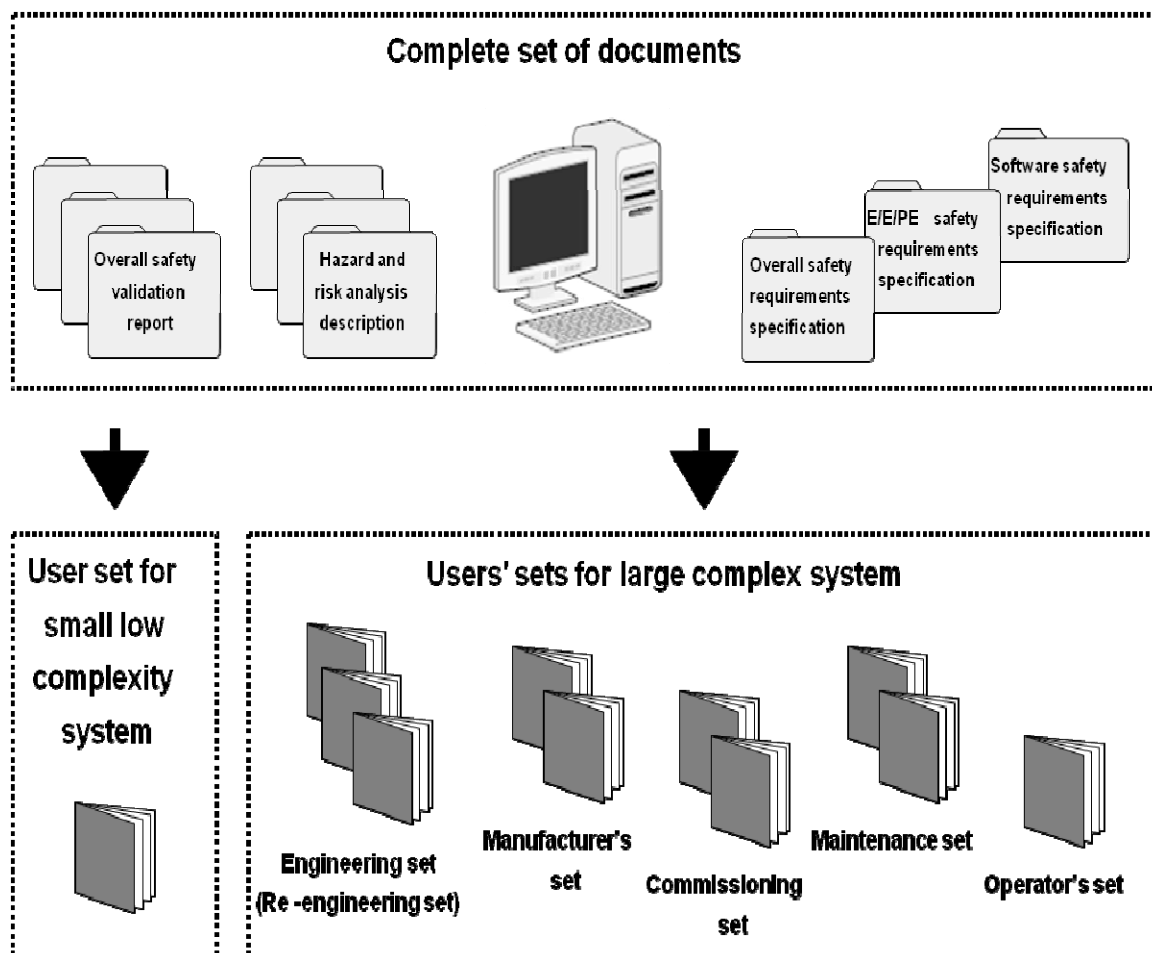 Complete set of documents
Overall safety
validation
report
Hazard and
risk analysis
description
Overall safety
requirements
specification
E/E/PE safety
requirements
specification
Software safety
requirements
specification
User set for
small low
complexity
system
Users' sets for large complex system
Engineering set
(Re -engineering set)
Manufacturer's
set
Commissioning
set
Maintenance set
Operator's set